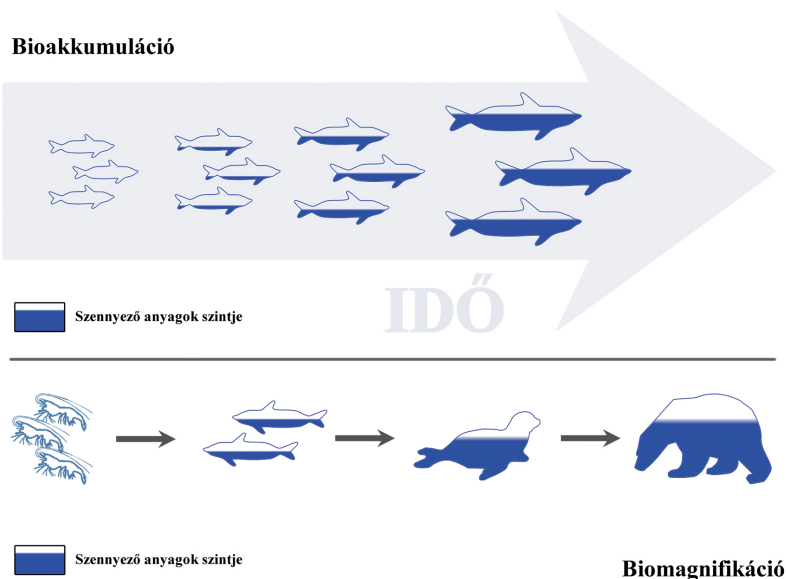 Bioakkumuláció
Szennyező anyagok szintje
IDŐ
Szennyező anyagok szintje
Biomagnifikáció